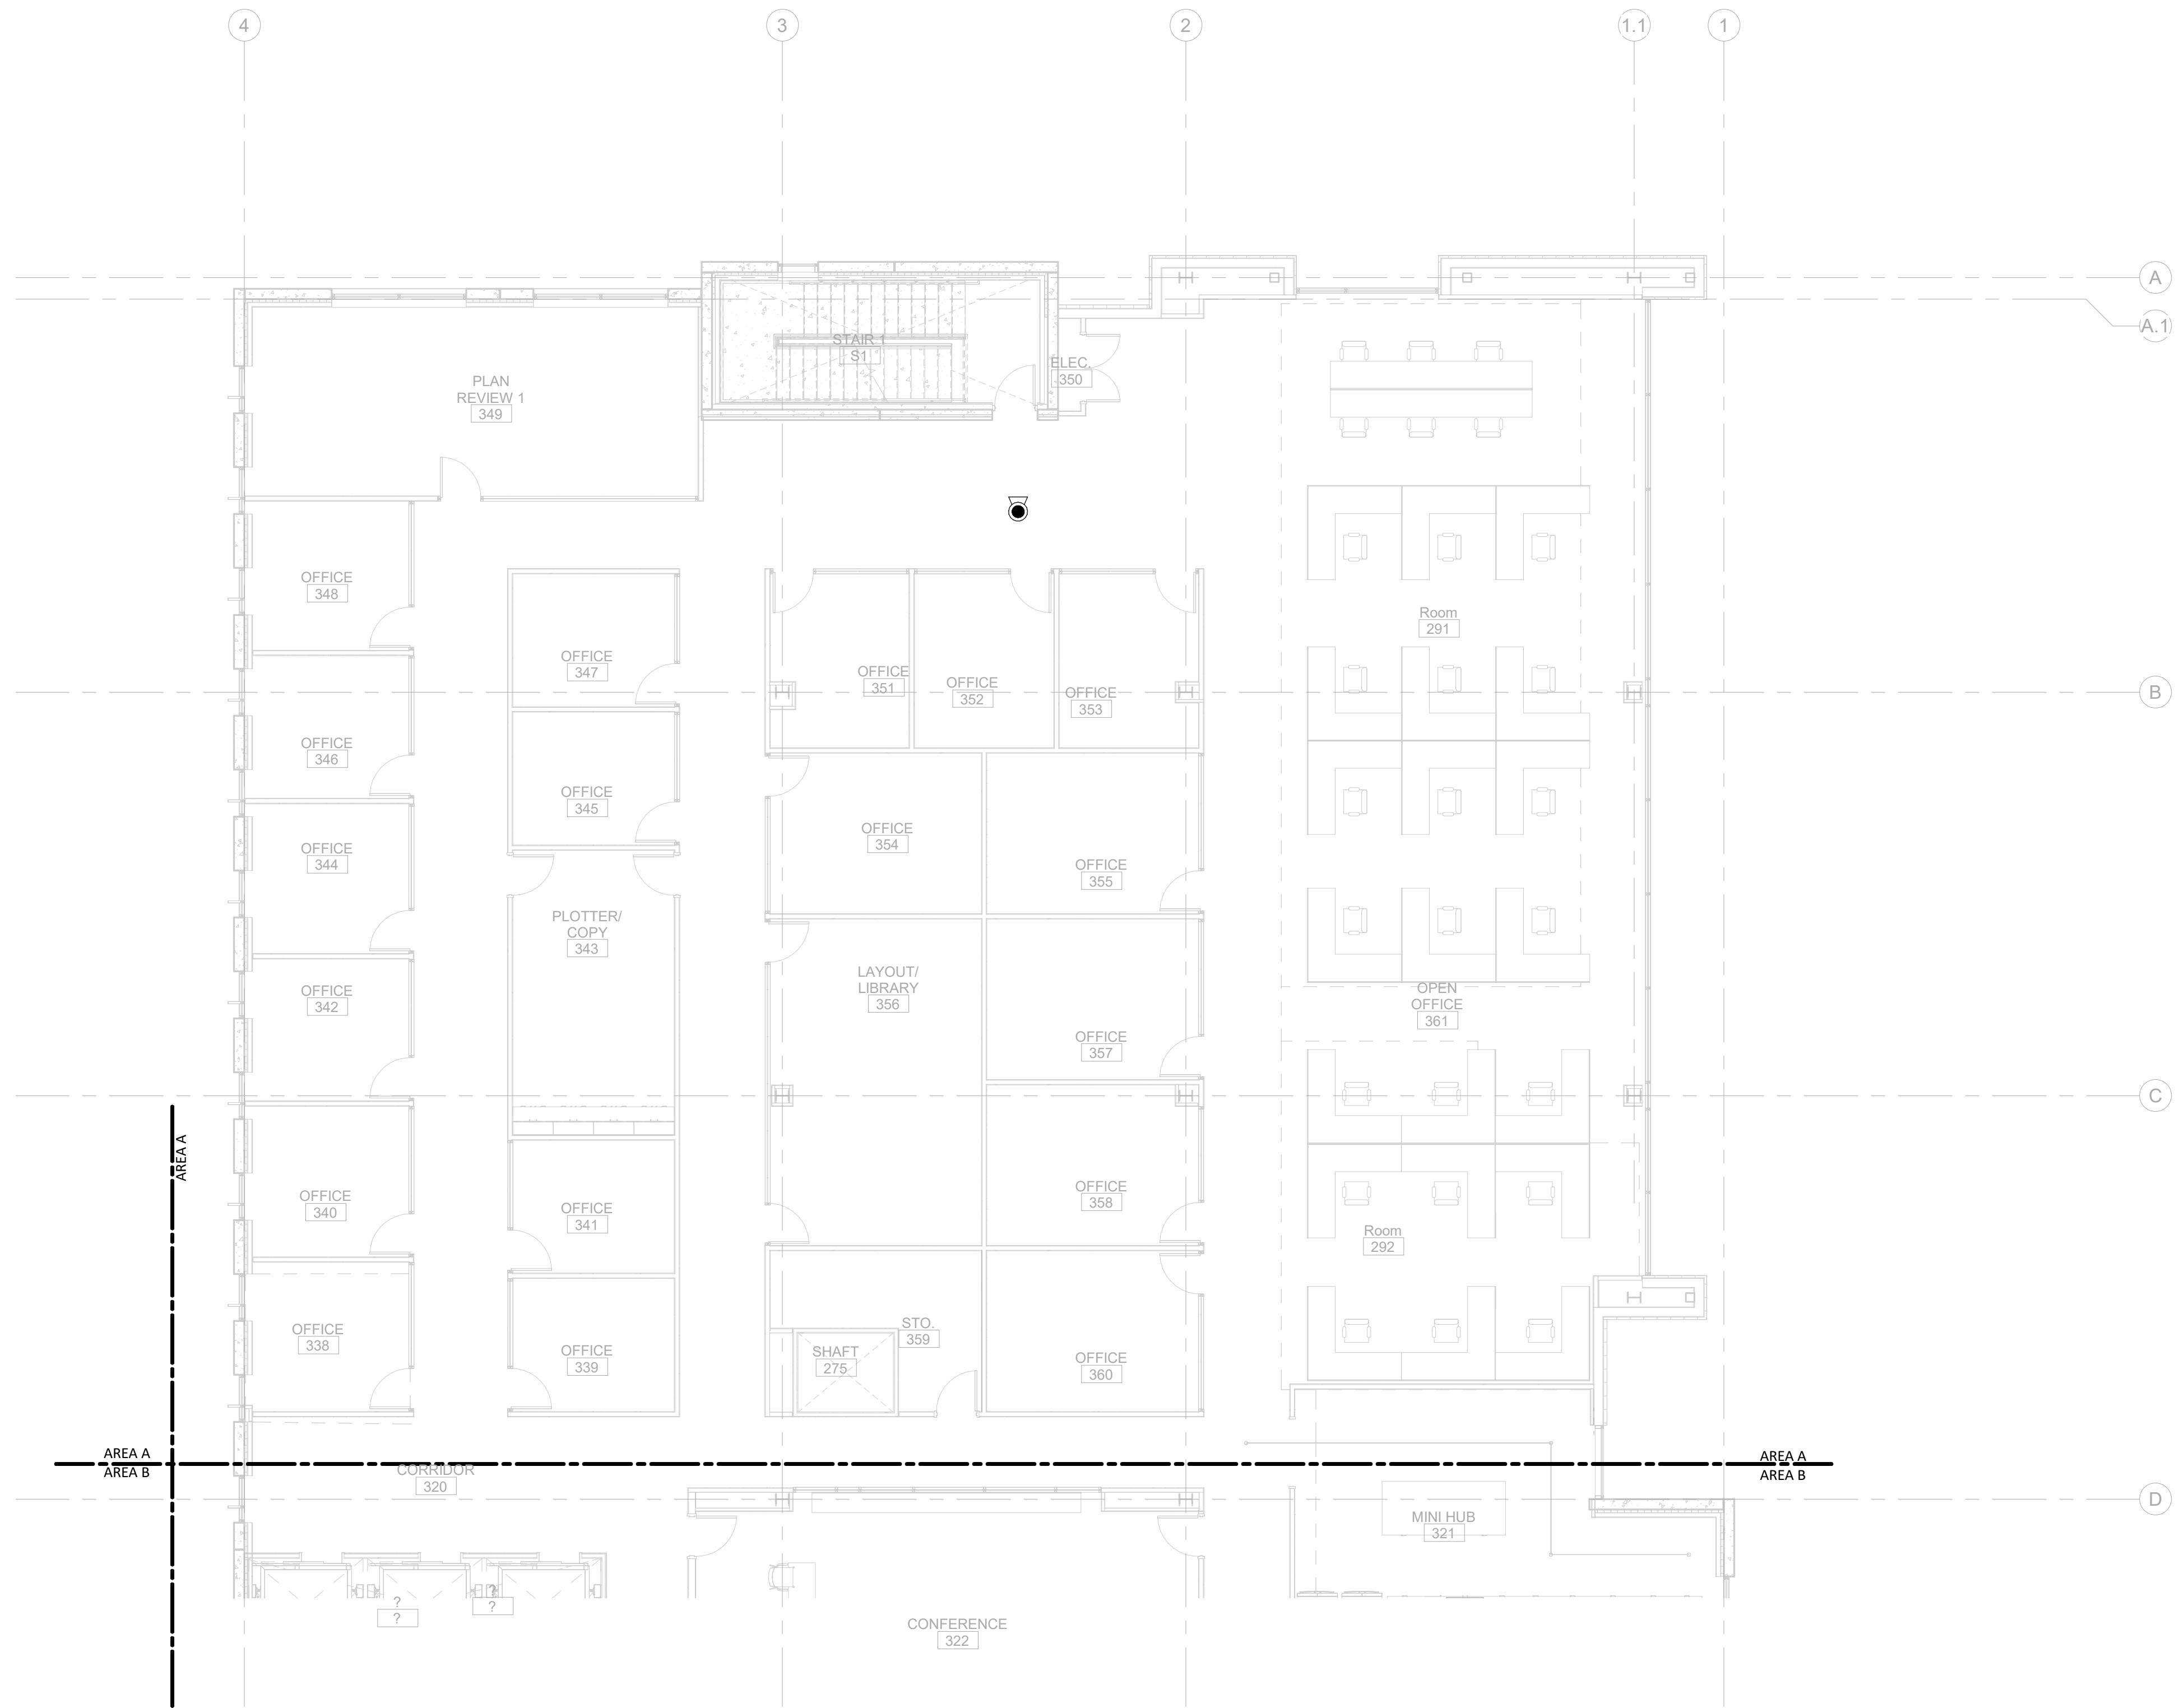 4
3
2
1.1
1
A
A.1
STAIR 1
S1
ELEC.
350
PLAN
REVIEW 1
349
OFFICE
348
Room
291
OFFICE
347
OFFICE
351
OFFICE
352
OFFICE
353
B
OFFICE
346
OFFICE
345
OFFICE
344
OFFICE
354
OFFICE
355
PLOTTER/
COPY
343
LAYOUT/
LIBRARY
356
OFFICE
342
OPEN
OFFICE
361
OFFICE
357
C
AREA A
OFFICE
340
OFFICE
341
OFFICE
358
Room
292
OFFICE
338
OFFICE
339
SHAFT
275
STO.
359
OFFICE
360
AREA A
AREA B
AREA A
AREA B
CORRIDOR
320
D
MINI HUB
321
?
?
?
?
CONFERENCE
322